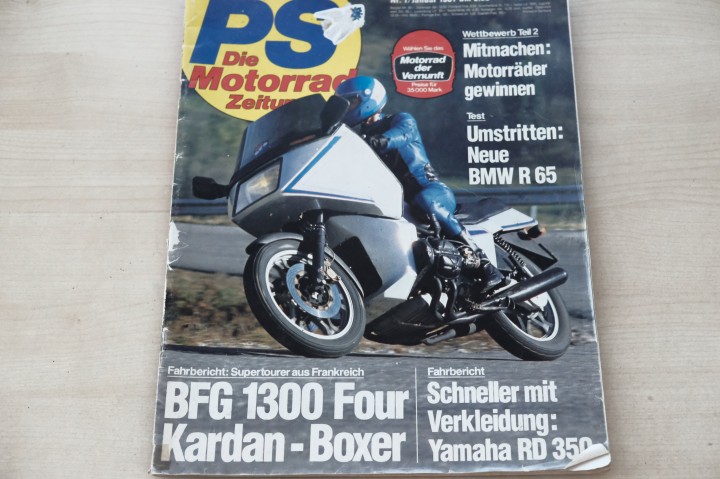 PS
Die
Motorrad
Wählen Sie das
Motorrad
der
Vernunft
Preise für
35 000 Mark
Wettbewerb Teil 2
Mitmachen:
Motorräder
gewinnen
Test
Umstritten:
Neue
BMW R 65
Fahrbericht: Supertourer aus Frankreich
BFG 1300 Four
Kardan-Boxer
Fahrbericht
Schneller mit
Verkleidung:
Yamaha RD 350